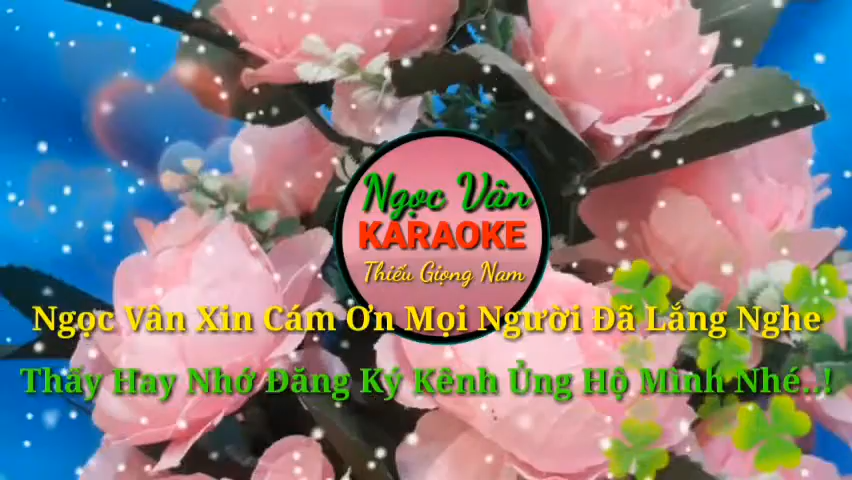 Ngọc Vân
KARAOKE
Thiếu Giọng Nam
Ngọc Vân Xin Cám Ơn Mọi Người Đã Lắng Nghe
Thấy Hay Nhớ Đăng Ký Kênh Ủng Hộ Mình Nhé..!